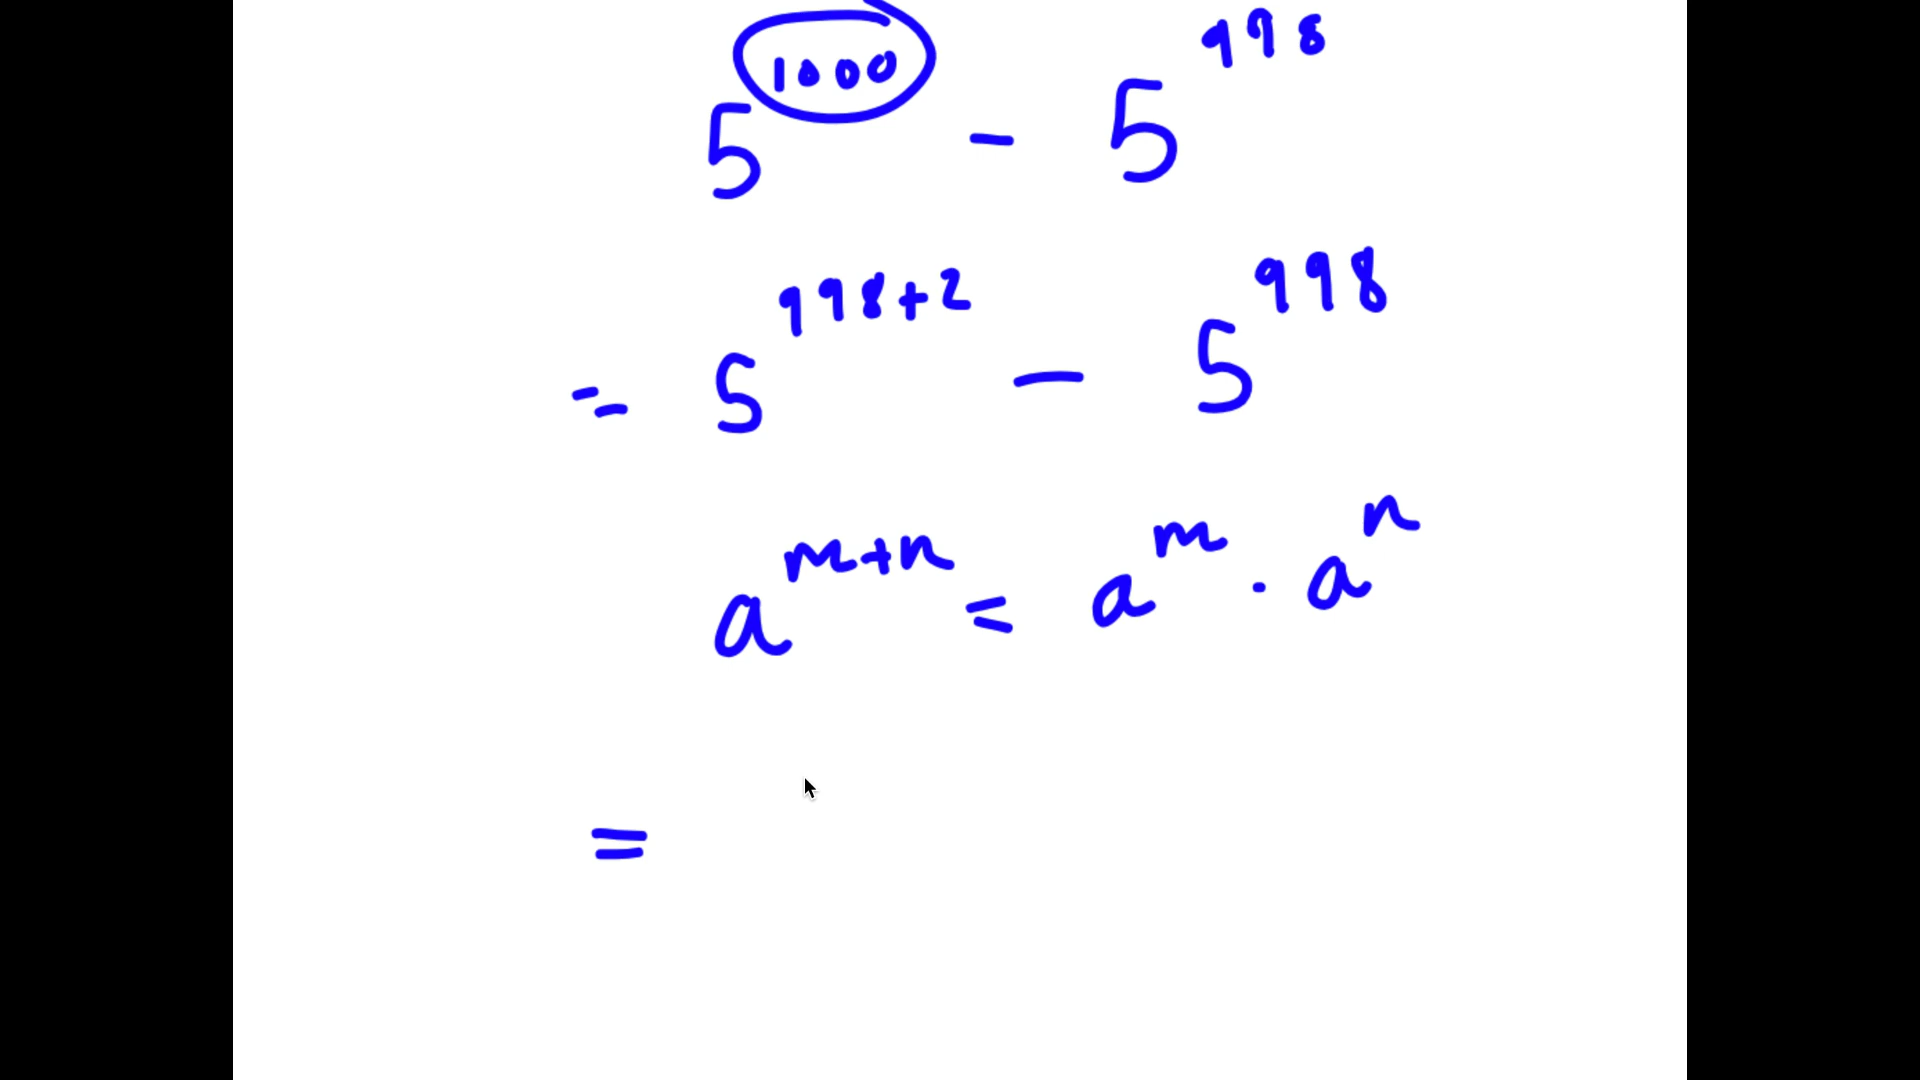 5^1000 - 5^998
= 5^998+2 - 5^998
a^m+n = a^m · a^n
=